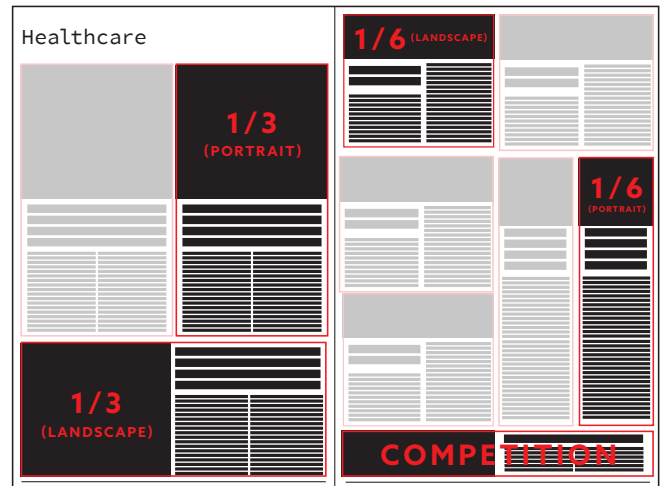 Healthcare
1/3
(PORTRAIT)
1/3
(LANDSCAPE)
1/6 (LANDSCAPE)
1/6
(PORTRAIT)
COMPETITION